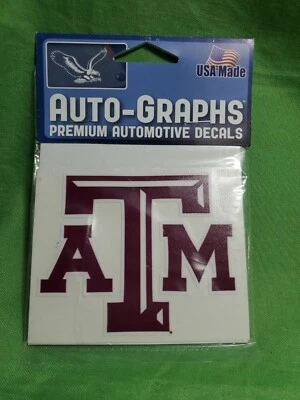 USA Made
AUTO-GRAPHS
PREMIUM AUTOMOTIVE DECALS
ATM